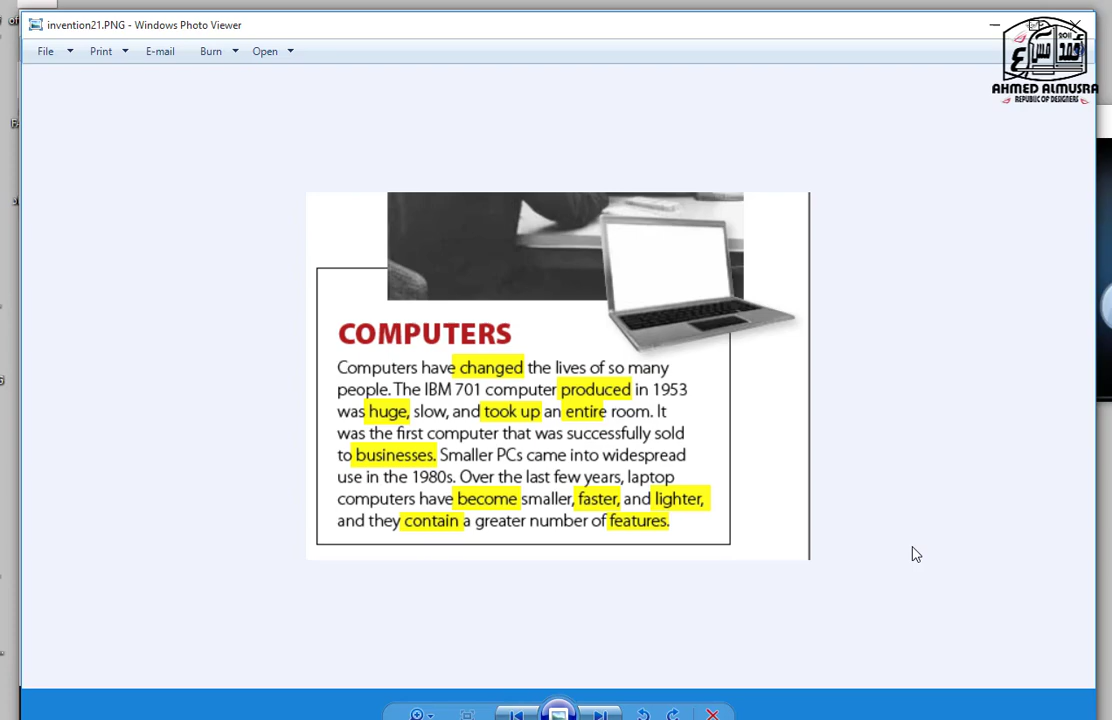 invention21.PNG - Windows Photo Viewer
File Print E-mail Burn Open
2011
AHMED ALMUSRA
REPUBLIC OF DESIGNERS
COMPUTERS
Computers have changed the lives of so many
people. The IBM 701 computer produced in 1953
was huge, slow, and took up an entire room. It
was the first computer that was successfully sold
to businesses. Smaller PCs came into widespread
use in the 1980s. Over the last few years, laptop
computers have become smaller, faster, and lighter,
and they contain a greater number of features.